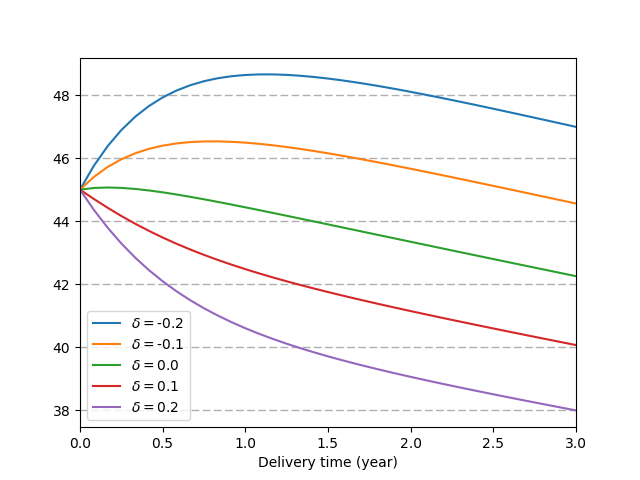 48
46
44
42
40
38
δ = -0.2
δ = -0.1
δ = 0.0
δ = 0.1
δ = 0.2
0.0 0.5 1.0 1.5 2.0 2.5 3.0
Delivery time (year)